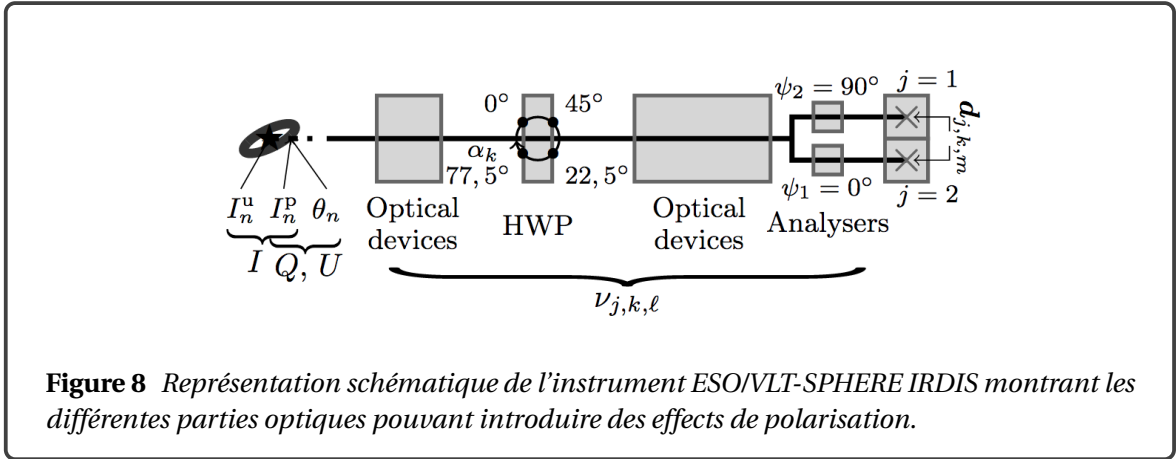 ψ₂ = 90°
j = 1
0°
45°
α_k
d_{j,k,m}
77, 5°
22, 5°
ψ₁ = 0°
j = 2
I_n^u I_n^p θ_n
Optical
devices
HWP
Optical
devices
Analysers
I Q, U
ν_{j,k,ℓ}
Figure 8 Représentation schématique de l'instrument ESO/VLT-SPHERE IRDIS montrant les
différentes parties optiques pouvant introduire des effects de polarisation.